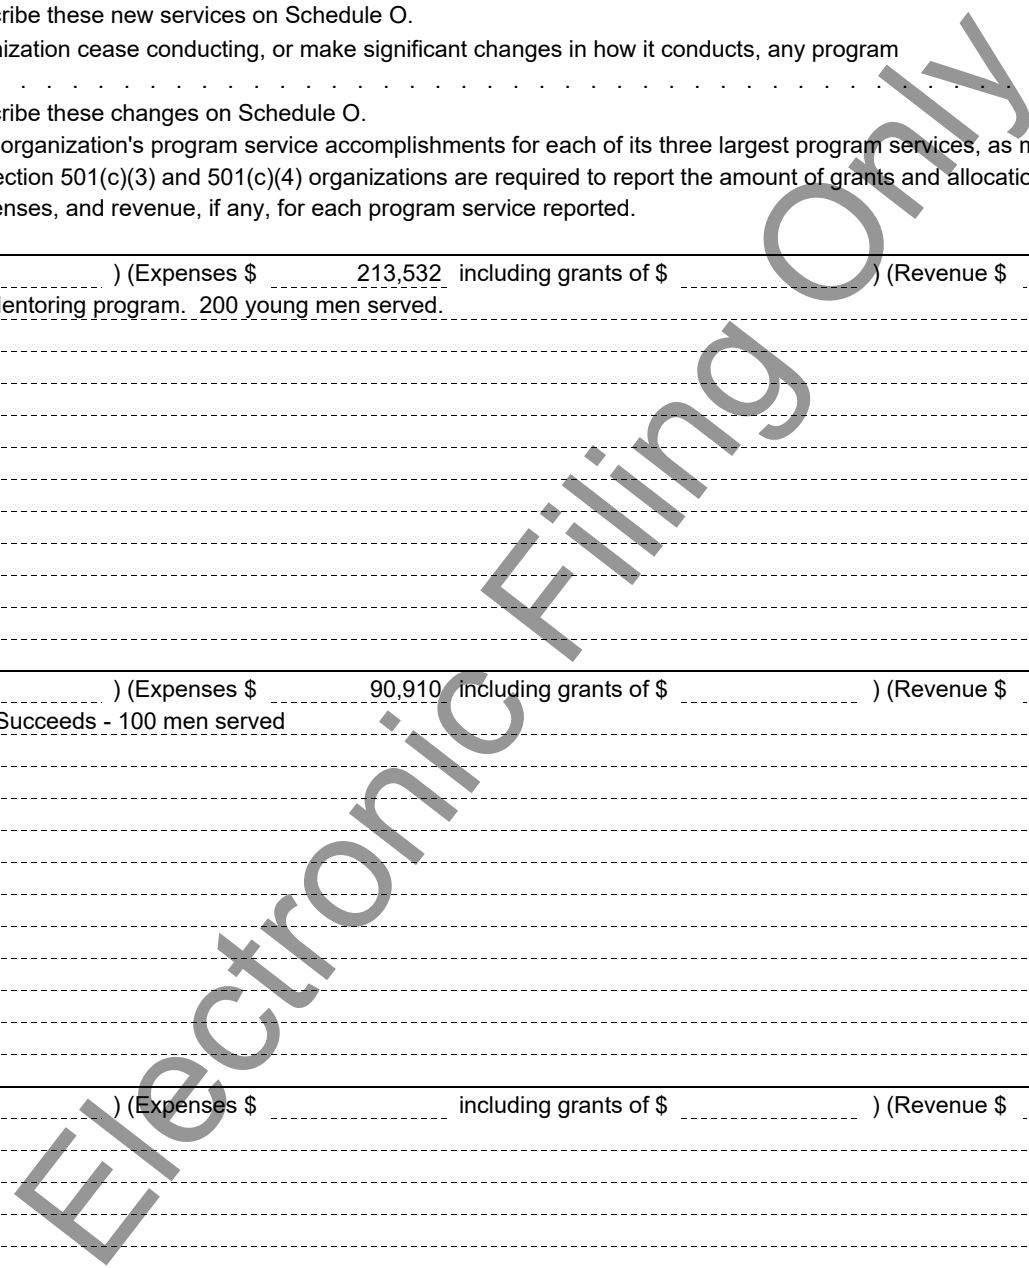 cribe these new services on Schedule O.
nization cease conducting, or make significant changes in how it conducts, any program
. . . . . . . . . . . . . . . . . . . . . . . . . . . . . . . . . . . . . . .
cribe these changes on Schedule O.
organization's program service accomplishments for each of its three largest program services, as m
ection 501(c)(3) and 501(c)(4) organizations are required to report the amount of grants and allocatio
enses, and revenue, if any, for each program service reported.
) (Expenses $ 213,532 including grants of $ ) (Revenue $
Mentoring program. 200 young men served.
) (Expenses $ 90,910 including grants of $ ) (Revenue $
Succeeds - 100 men served
) (Expenses $ including grants of $ ) (Revenue $
Electronic Filing Only